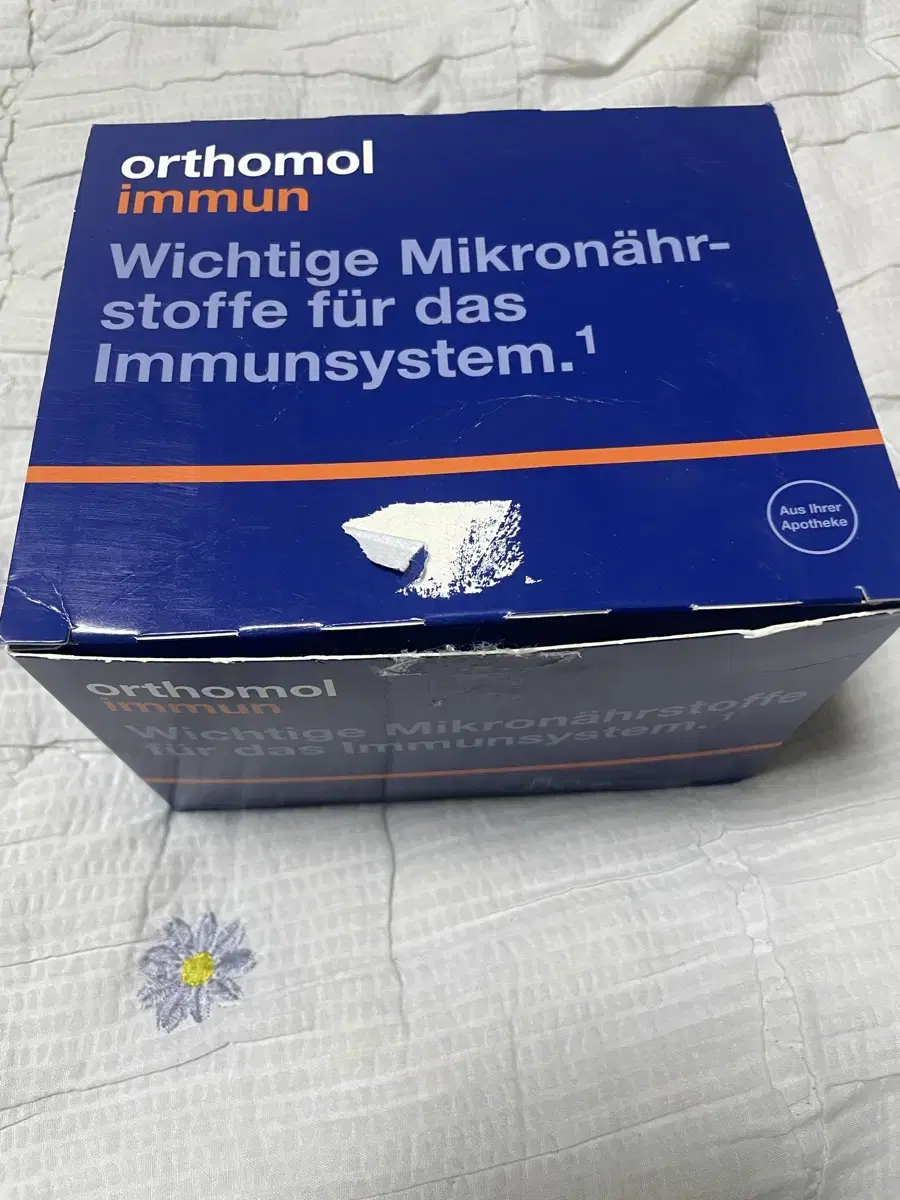 orthomol
immun
Wichtige Mikronähr-
stoffe für das
Immunsystem.¹
Aus Ihrer
Apotheke
orthomol
immun
Wichtige Mikronährstoffe
für das Immunsystem.¹